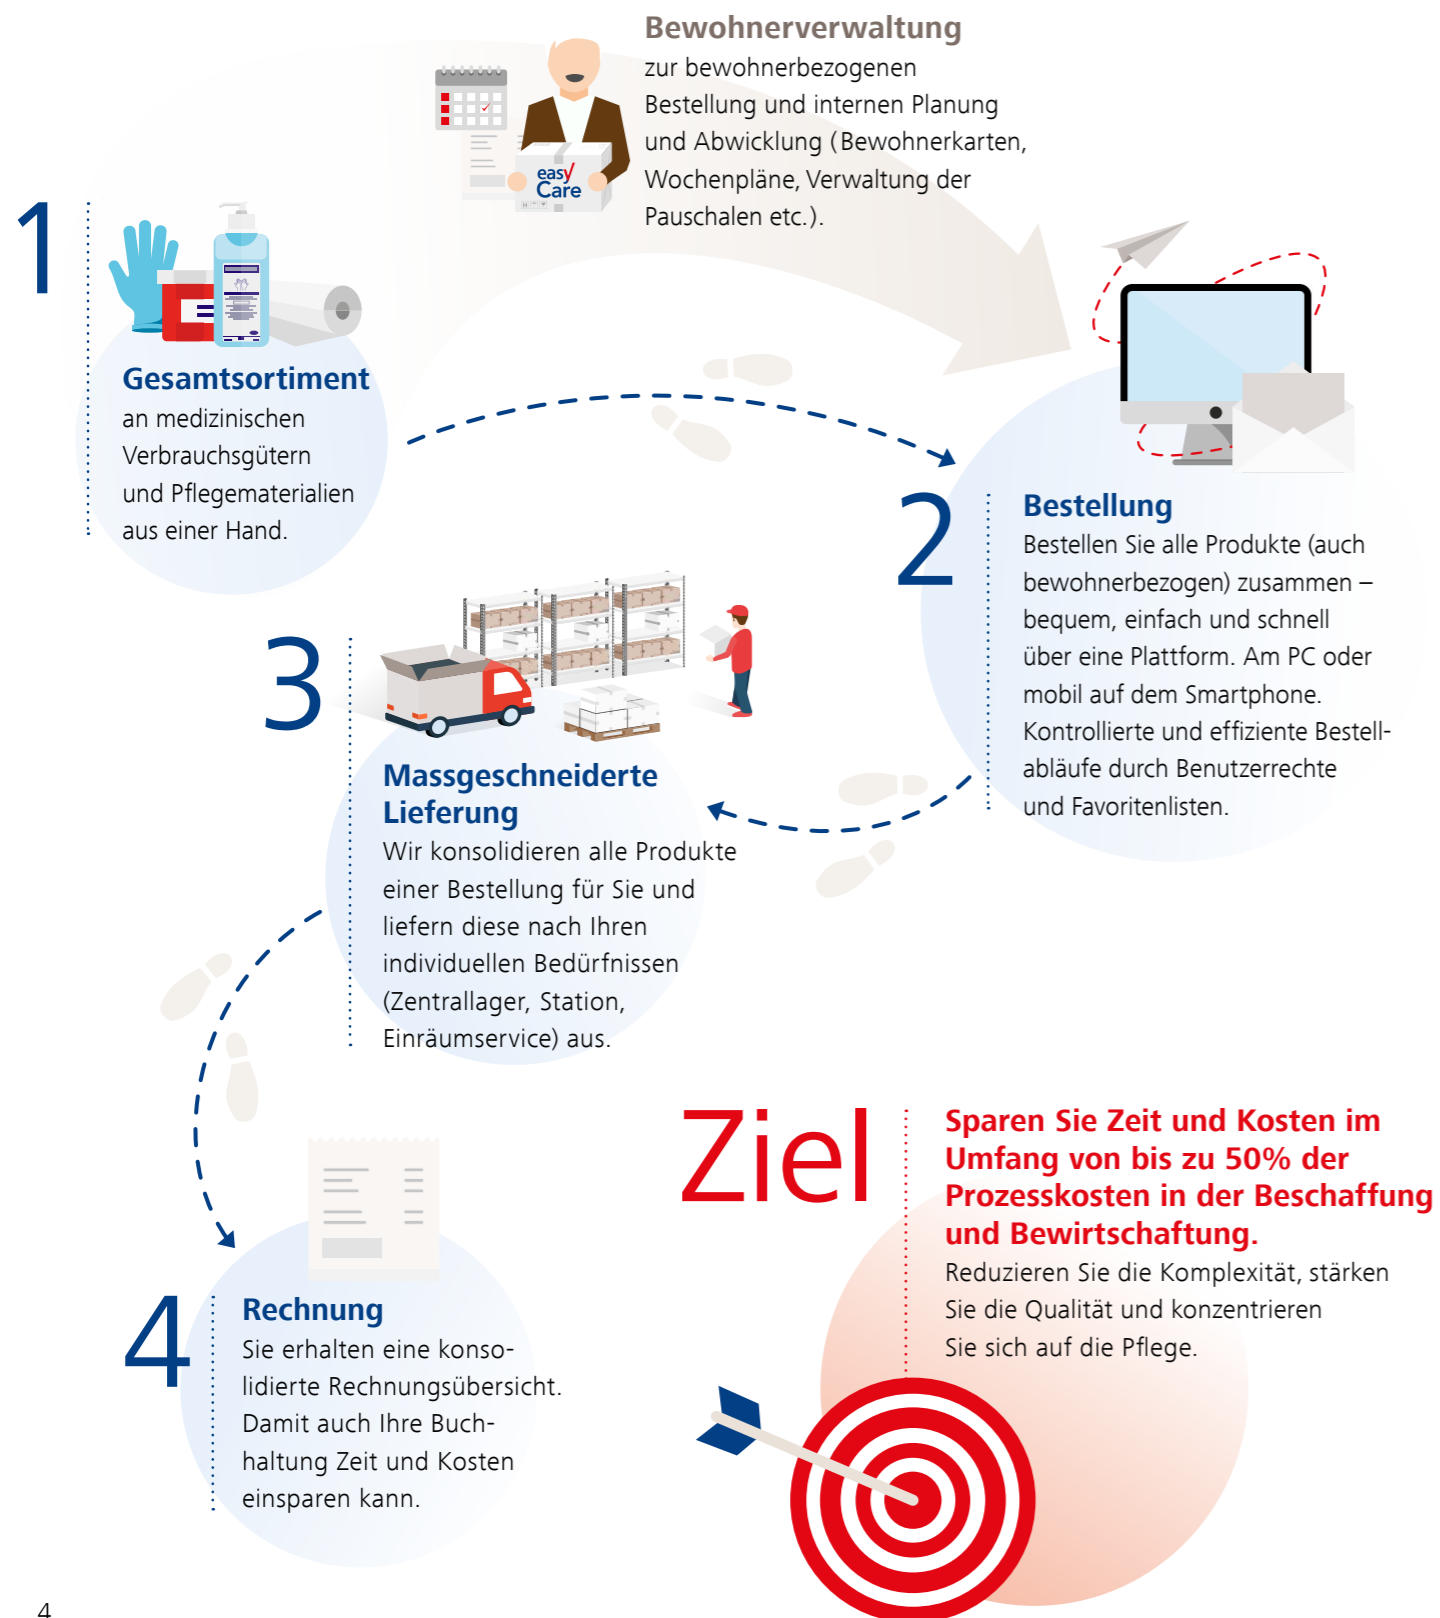 Bewohnerverwaltung
zur bewohnerbezogenen
Bestellung und internen Planung
und Abwicklung (Bewohnerkarten,
Wochenpläne, Verwaltung der
Pauschalen etc.).
easy
Care
1
Gesamtsortiment
an medizinischen
Verbrauchsgütern
und Pflegematerialien
aus einer Hand.
2
Bestellung
Bestellen Sie alle Produkte (auch
bewohnerbezogen) zusammen –
bequem, einfach und schnell
über eine Plattform. Am PC oder
mobil auf dem Smartphone.
Kontrollierte und effiziente Bestell-
abläufe durch Benutzerrechte
und Favoritenlisten.
3
Massgeschneiderte
Lieferung
Wir konsolidieren alle Produkte
einer Bestellung für Sie und
liefern diese nach Ihren
individuellen Bedürfnissen
(Zentrallager, Station,
Einräumservice) aus.
4
Rechnung
Sie erhalten eine konso-
lidierte Rechnungsübersicht.
Damit auch Ihre Buch-
haltung Zeit und Kosten
einsparen kann.
Ziel
Sparen Sie Zeit und Kosten im
Umfang von bis zu 50% der
Prozesskosten in der Beschaffung
und Bewirtschaftung.
Reduzieren Sie die Komplexität, stärken
Sie die Qualität und konzentrieren
Sie sich auf die Pflege.
4